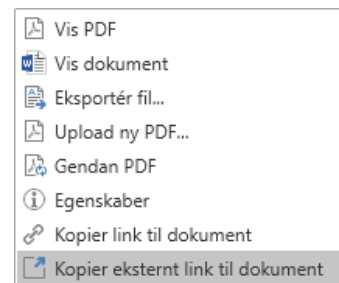 Vis PDF
Vis dokument
Eksportér fil...
Upload ny PDF...
Gendan PDF
Egenskaber
Kopier link til dokument
Kopier eksternt link til dokument